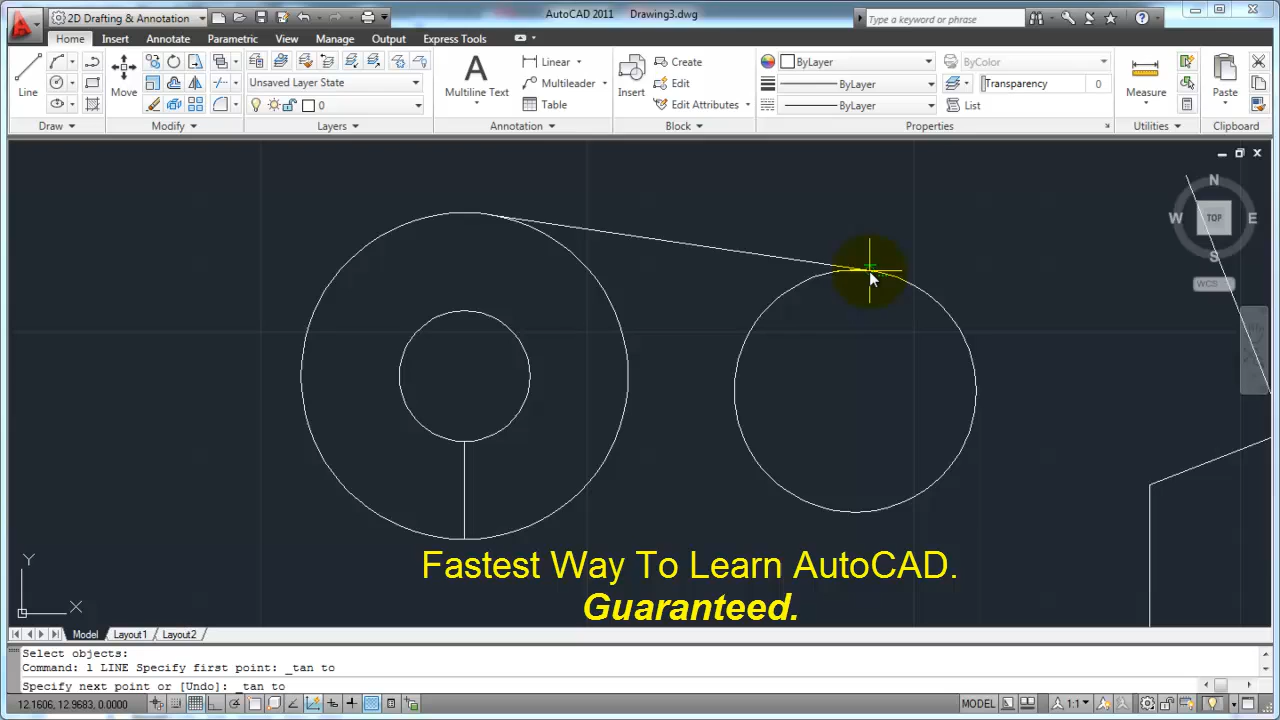 2D Drafting & Annotation
AutoCAD 2011 Drawing3.dwg
Type a keyword or phrase
Home Insert Annotate Parametric View Manage Output Express Tools
Line
Move
Unsaved Layer State
0
Multiline Text
Linear
Multileader
Table
Insert
Create
Edit
Edit Attributes
ByLayer
ByLayer
ByLayer
ByColor
Transparency 0
List
Measure
Paste
Draw Modify Layers Annotation Block Properties Utilities Clipboard
N
W TOP E
S
WCS
Fastest Way To Learn AutoCAD.
Guaranteed.
Y
X
Model Layout1 Layout2
Select objects:
Command: l LINE Specify first point: _tan to
Specify next point or [Undo]: _tan to
12.1606, 12.9683, 0.0000
MODEL
1:1